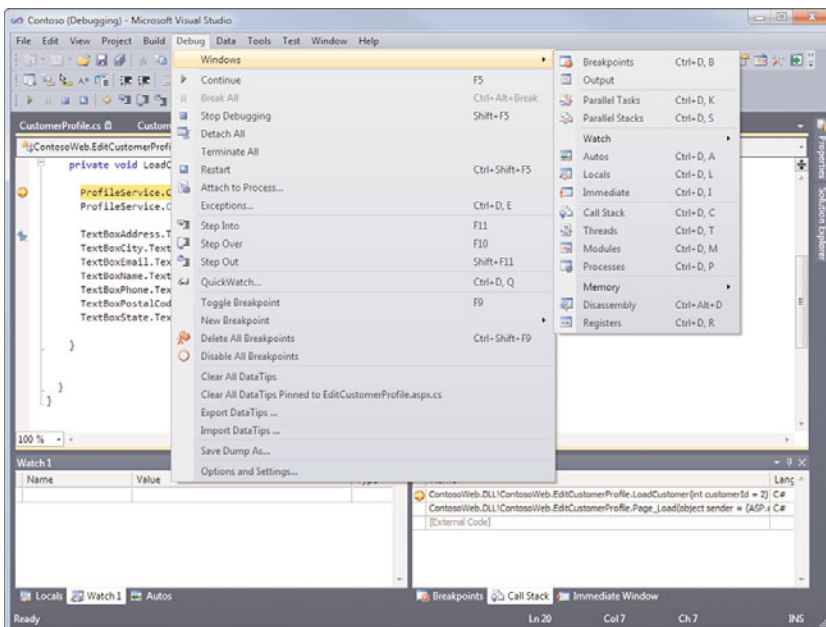 Contoso (Debugging) - Microsoft Visual Studio
File Edit View Project Build Debug Data Tools Test Window Help
Windows
Continue F5
Break All Ctrl+Alt+Break
Stop Debugging Shift+F5
Detach All
Terminate All
Restart Ctrl+Shift+F5
Attach to Process...
Exceptions... Ctrl+D, E
Step Into F11
Step Over F10
Step Out Shift+F11
QuickWatch... Ctrl+D, Q
Toggle Breakpoint F9
New Breakpoint
Delete All Breakpoints Ctrl+Shift+F9
Disable All Breakpoints
Clear All DataTips
Clear All DataTips Pinned to EditCustomerProfile.aspx.cs
Export DataTips ...
Import DataTips ...
Save Dump As...
Options and Settings...
Breakpoints Ctrl+D, B
Output
Parallel Tasks Ctrl+D, K
Parallel Stacks Ctrl+D, S
Watch
Autos Ctrl+D, A
Locals Ctrl+D, L
Immediate Ctrl+D, I
Call Stack Ctrl+D, C
Threads Ctrl+D, T
Modules Ctrl+D, M
Processes Ctrl+D, P
Memory
Disassembly Ctrl+Alt+D
Registers Ctrl+D, R
Properties
Solution Explorer
CustomerProfile.cs Custom
ContosoWeb.EditCustomerProfi
private void LoadC
ProfileService.C
ProfileService.C
TextBoxAddress.T
TextBoxCity.Text
TextBoxEmail.Tex
TextBoxName.Text
TextBoxPhone.Tex
TextBoxPostalCod
TextBoxState.Tex
}
}
}
100 %
Watch 1
Name Value
Lang
ContosoWeb.DLL!ContosoWeb.EditCustomerProfile.LoadCustomer(int customerId = 2) C#
ContosoWeb.DLL!ContosoWeb.EditCustomerProfile.Page_Load(object sender = {ASP. C#
[External Code]
Locals Watch 1 Autos
Breakpoints Call Stack Immediate Window
Ready Ln 20 Col 7 Ch 7 INS